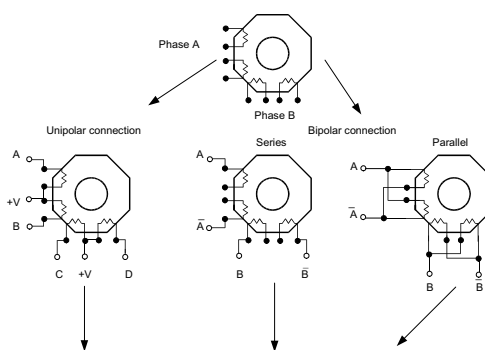 Phase A
Phase B
Unipolar connection
Bipolar connection
Series
Parallel
A
+V
B
C
+V
D
A
A̅
B
B̅
A
A̅
B
B̅